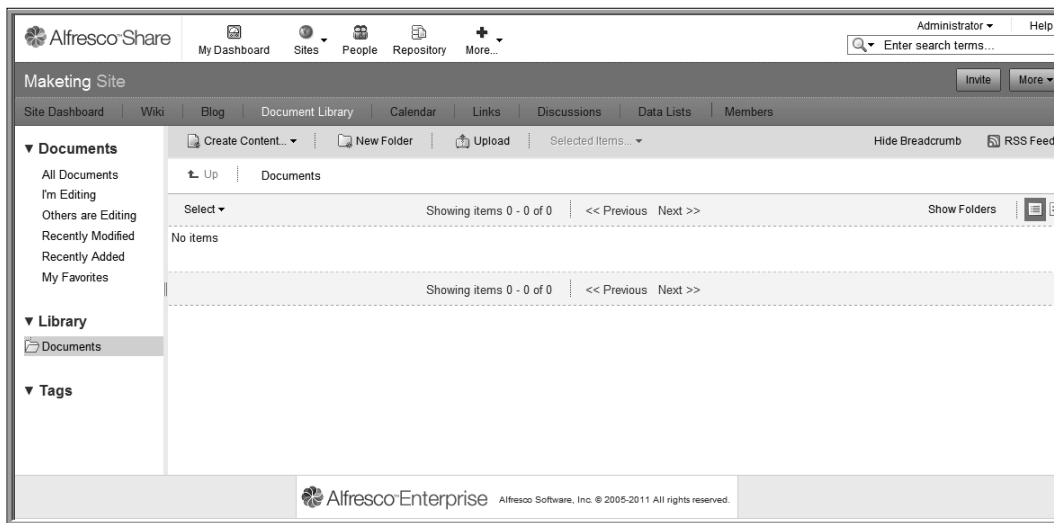 Alfresco Share My Dashboard Sites People Repository More... Administrator Help
Enter search terms...
Maketing Site Invite More
Site Dashboard Wiki Blog Document Library Calendar Links Discussions Data Lists Members
Documents Create Content... New Folder Upload Selected Items... Hide Breadcrumb RSS Feed
All Documents Up Documents
I'm Editing
Others are Editing Select Showing items 0 - 0 of 0 << Previous Next >> Show Folders
Recently Modified No items
Recently Added
My Favorites
Showing items 0 - 0 of 0 << Previous Next >>
Library
Documents
Tags
Alfresco Enterprise Alfresco Software, Inc. © 2005-2011 All rights reserved.